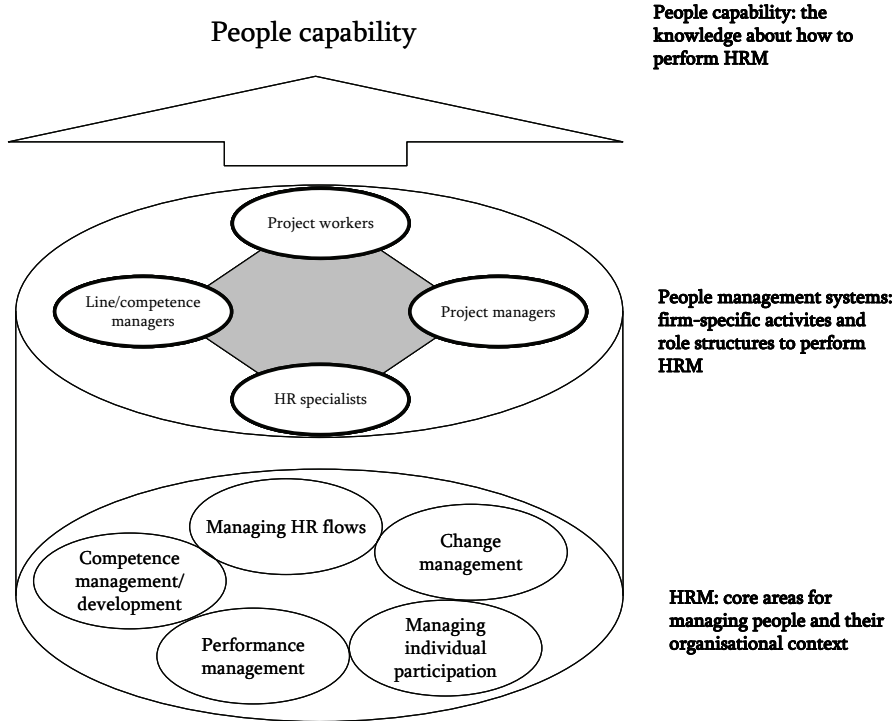 People capability
People capability: the
knowledge about how to
perform HRM
Project workers
Line/competence
managers
Project managers
HR specialists
People management systems:
firm-specific activites and
role structures to perform
HRM
Managing HR flows
Change
management
Competence
management/
development
Performance
management
Managing
individual
participation
HRM: core areas for
managing people and their
organisational context